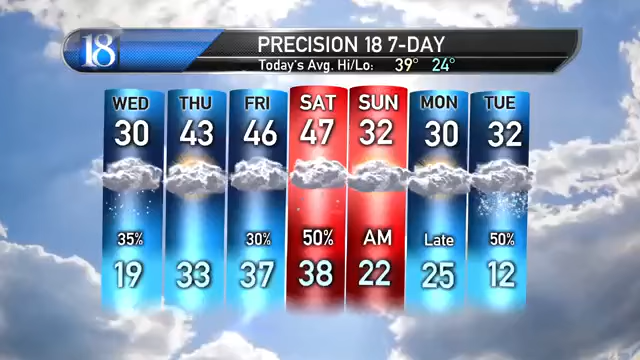 18
PRECISION 18 7-DAY
Today's Avg. Hi/Lo: 39° 24°
WED THU FRI SAT SUN MON TUE
30 43 46 47 32 30 32
35% 30% 50% AM Late 50%
19 33 37 38 22 25 12